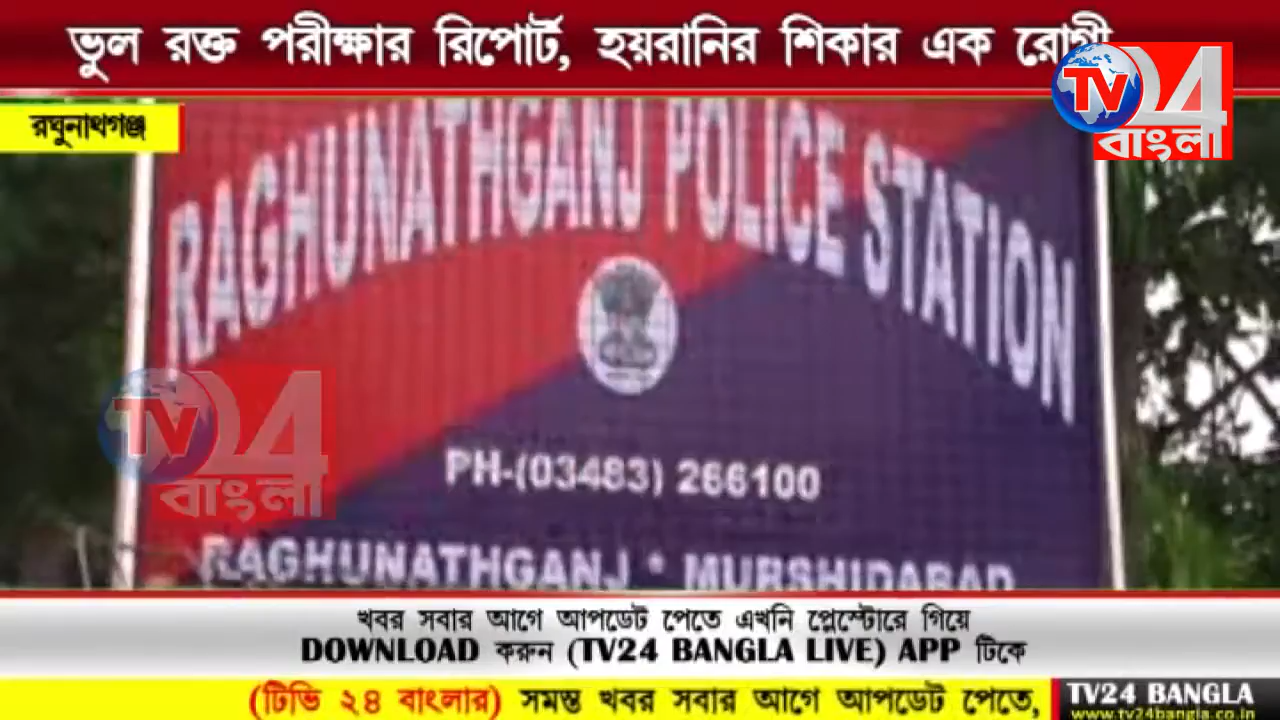 ভুল রক্ত পরীক্ষার রিপোর্ট, হয়রানির শিকার এক রোগী
TV24
বাংলা
রঘুনাথগঞ্জ
RAGHUNATHGANJ POLICE STATION
TV24
বাংলা
PH-(03483) 266100
RAGHUNATHGANJ * MURSHIDABAD
খবর সবার আগে আপডেট পেতে এখনি প্লেস্টোরে গিয়ে
DOWNLOAD করুন (TV24 BANGLA LIVE) APP টিকে
(টিভি ২৪ বাংলার) সমস্ত খবর সবার আগে আপডেট পেতে,
TV24 BANGLA
www.tv24bangla.co.in